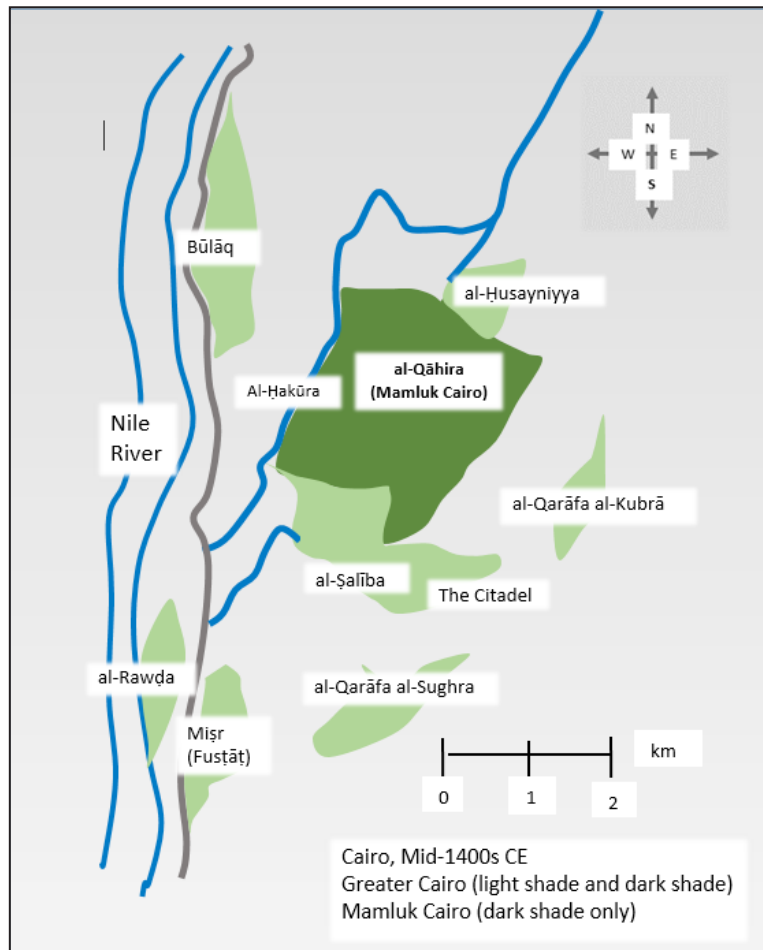 N
W
E
S
Būlāq
al-Ḥusayniyya
al-Qāhira
(Mamluk Cairo)
Al-Ḥakūra
Nile
River
al-Qarāfa al-Kubrā
al-Ṣalība
The Citadel
al-Rawḍa
al-Qarāfa al-Sughra
Miṣr
(Fusṭāṭ)
km
0
1
2
Cairo, Mid-1400s CE
Greater Cairo (light shade and dark shade)
Mamluk Cairo (dark shade only)